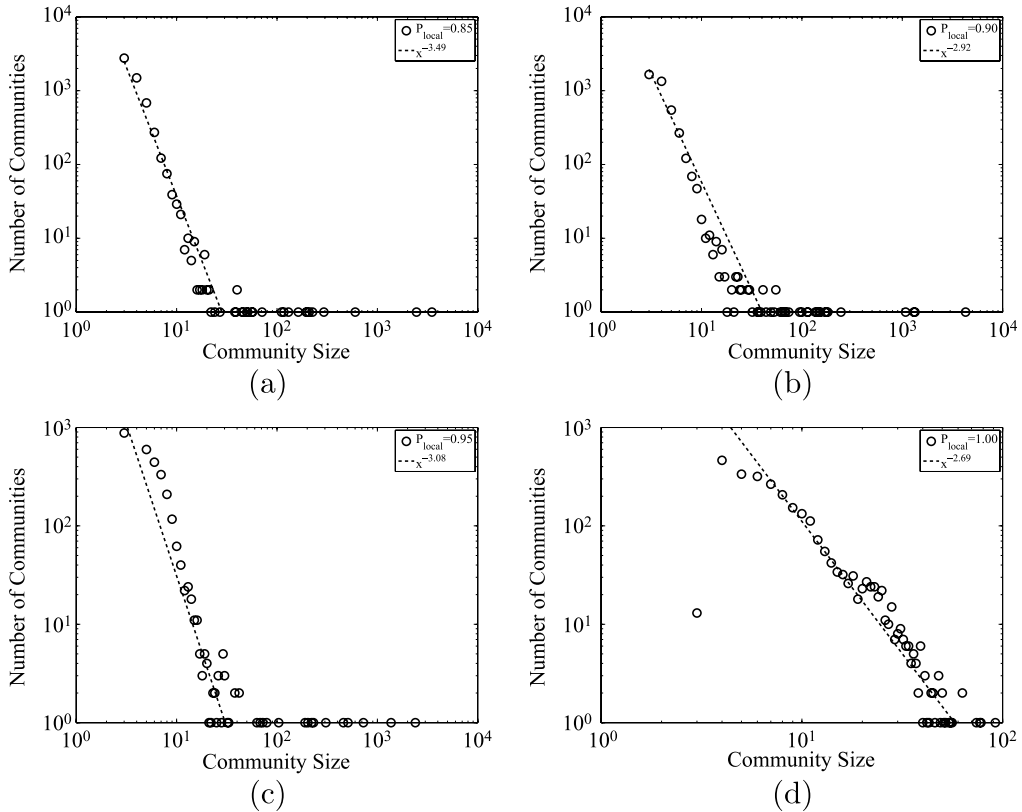 10^4
10^3
10^2
10^1
10^0
Number of Communities
P_local=0.85
x^-3.49
10^0 10^1 10^2 10^3 10^4
Community Size
(a)
10^4
10^3
10^2
10^1
10^0
Number of Communities
P_local=0.90
x^-2.92
10^0 10^1 10^2 10^3 10^4
Community Size
(b)
10^3
10^2
10^1
10^0
Number of Communities
P_local=0.95
x^-3.08
10^0 10^1 10^2 10^3 10^4
Community Size
(c)
10^3
10^2
10^1
10^0
Number of Communities
P_local=1.00
x^-2.69
10^0 10^1 10^2
Community Size
(d)